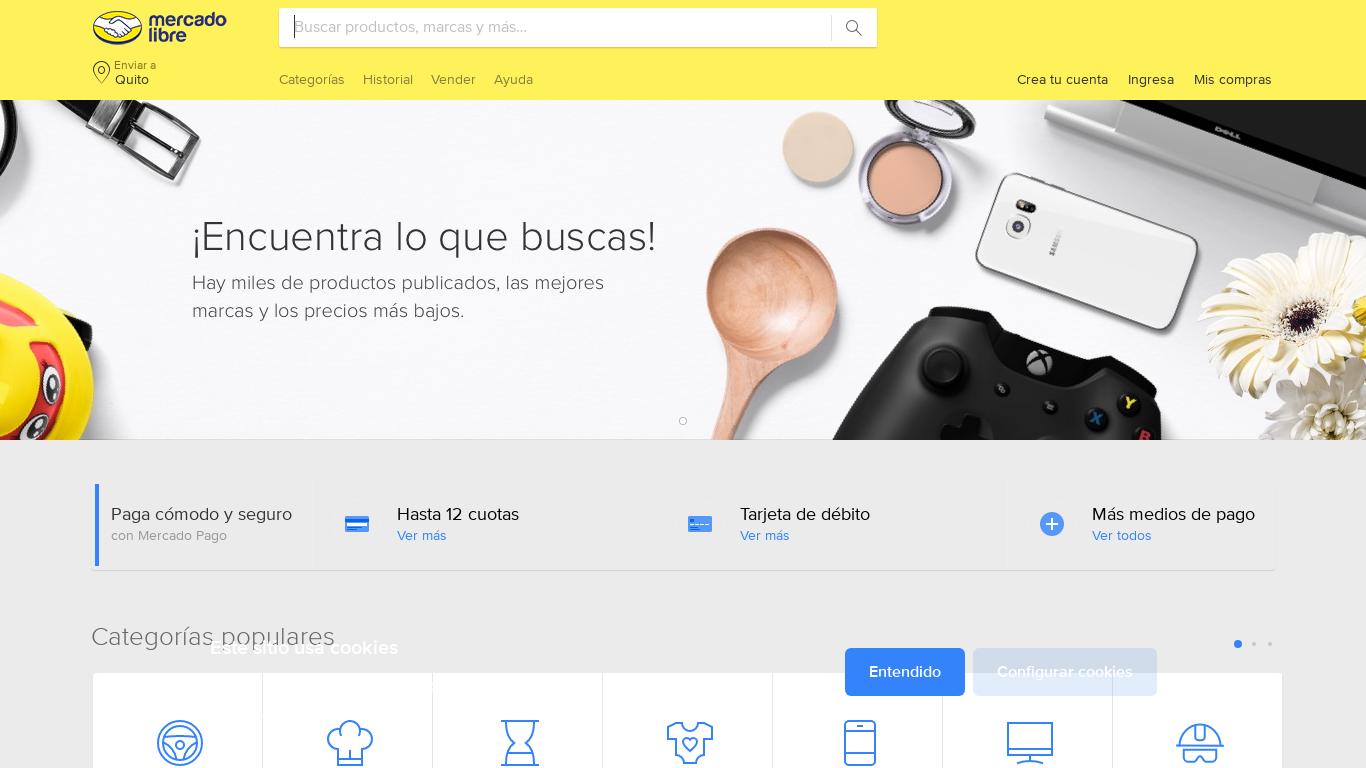 mercado
libre
Buscar productos, marcas y más...
Enviar a
Quito
Categorías
Historial
Vender
Ayuda
Crea tu cuenta
Ingresa
Mis compras
DELL
SAMSUNG
¡Encuentra lo que buscas!
Hay miles de productos publicados, las mejores
marcas y los precios más bajos.
Y
X
B
Paga cómodo y seguro
con Mercado Pago
Hasta 12 cuotas
Ver más
Tarjeta de débito
Ver más
Más medios de pago
Ver todos
Categorías populares
Este sitio usa cookies
Entendido
Configurar cookies